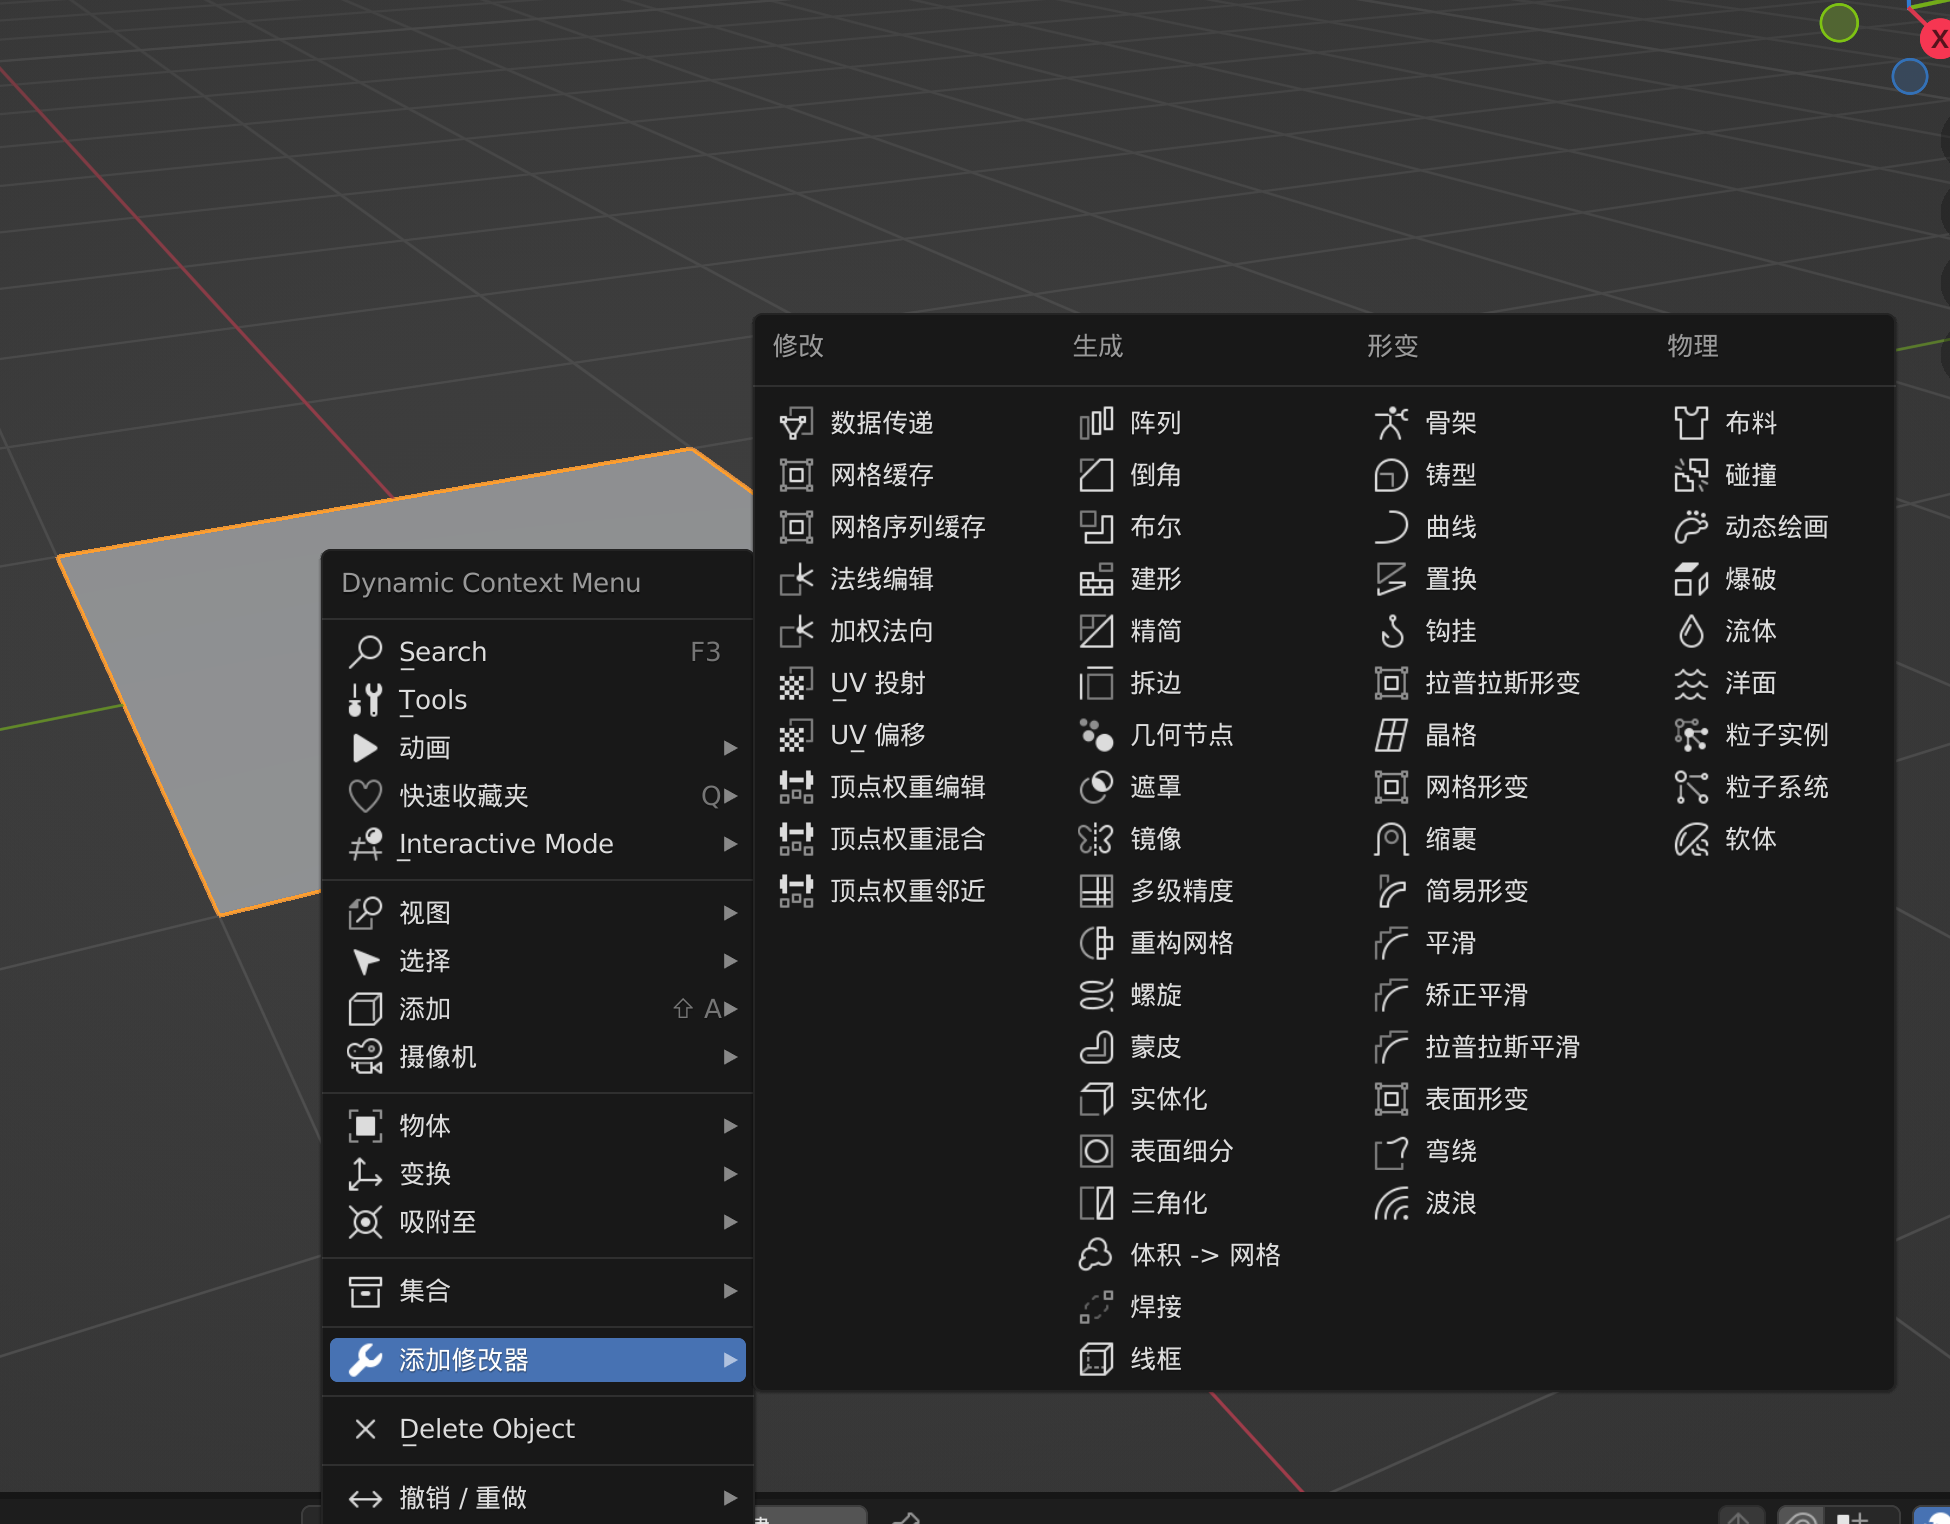 X
Dynamic Context Menu
Search F3
Tools
动画
快速收藏夹 Q
Interactive Mode
视图
选择
添加 ⇧ A
摄像机
物体
变换
吸附至
集合
添加修改器
Delete Object
撤销 / 重做
修改
数据传递
网格缓存
网格序列缓存
法线编辑
加权法向
UV 投射
UV 偏移
顶点权重编辑
顶点权重混合
顶点权重邻近
生成
阵列
倒角
布尔
建形
精简
拆边
几何节点
遮罩
镜像
多级精度
重构网格
螺旋
蒙皮
实体化
表面细分
三角化
体积 -> 网格
焊接
线框
形变
骨架
铸型
曲线
置换
钩挂
拉普拉斯形变
晶格
网格形变
缩裹
简易形变
平滑
矫正平滑
拉普拉斯平滑
表面形变
弯绕
波浪
物理
布料
碰撞
动态绘画
爆破
流体
洋面
粒子实例
粒子系统
软体